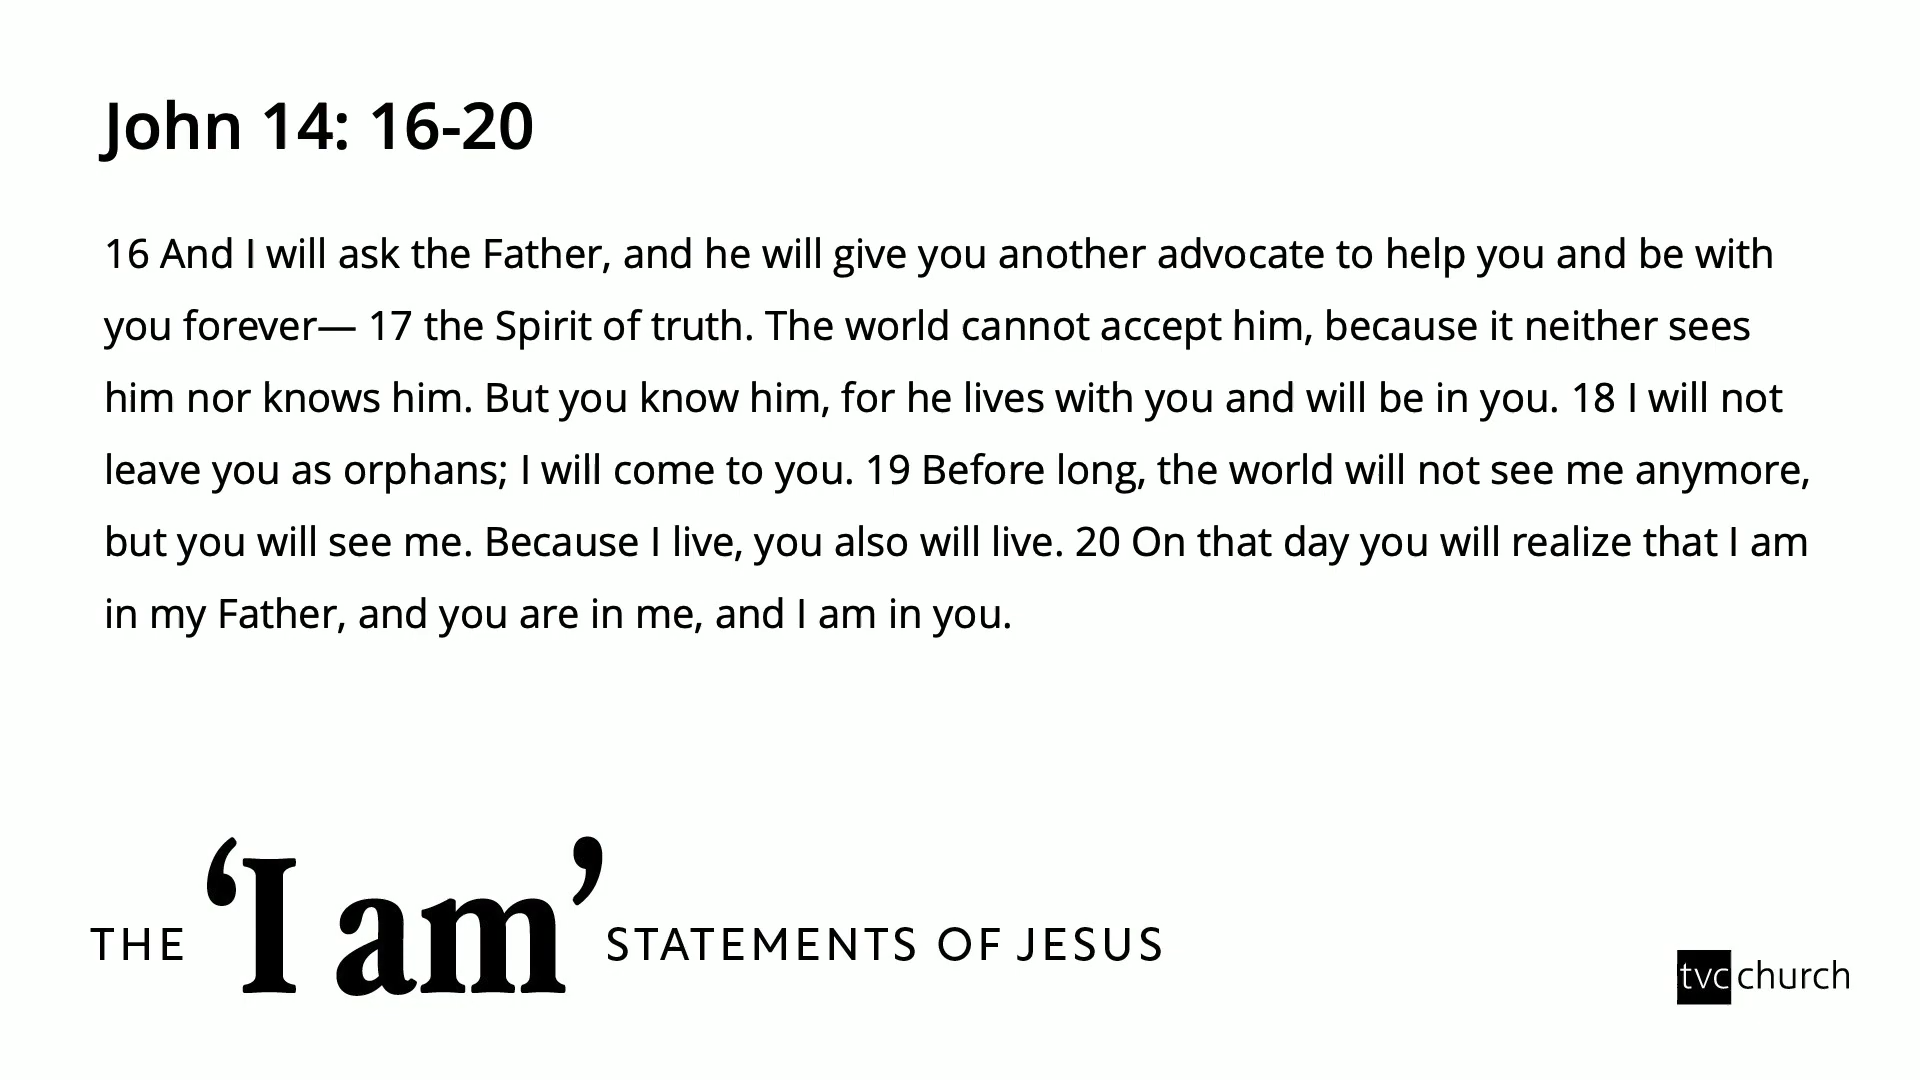 John 14: 16-20
16 And I will ask the Father, and he will give you another advocate to help you and be with
you forever— 17 the Spirit of truth. The world cannot accept him, because it neither sees
him nor knows him. But you know him, for he lives with you and will be in you. 18 I will not
leave you as orphans; I will come to you. 19 Before long, the world will not see me anymore,
but you will see me. Because I live, you also will live. 20 On that day you will realize that I am
in my Father, and you are in me, and I am in you.
THE ‘I am’ STATEMENTS OF JESUS
tvc church